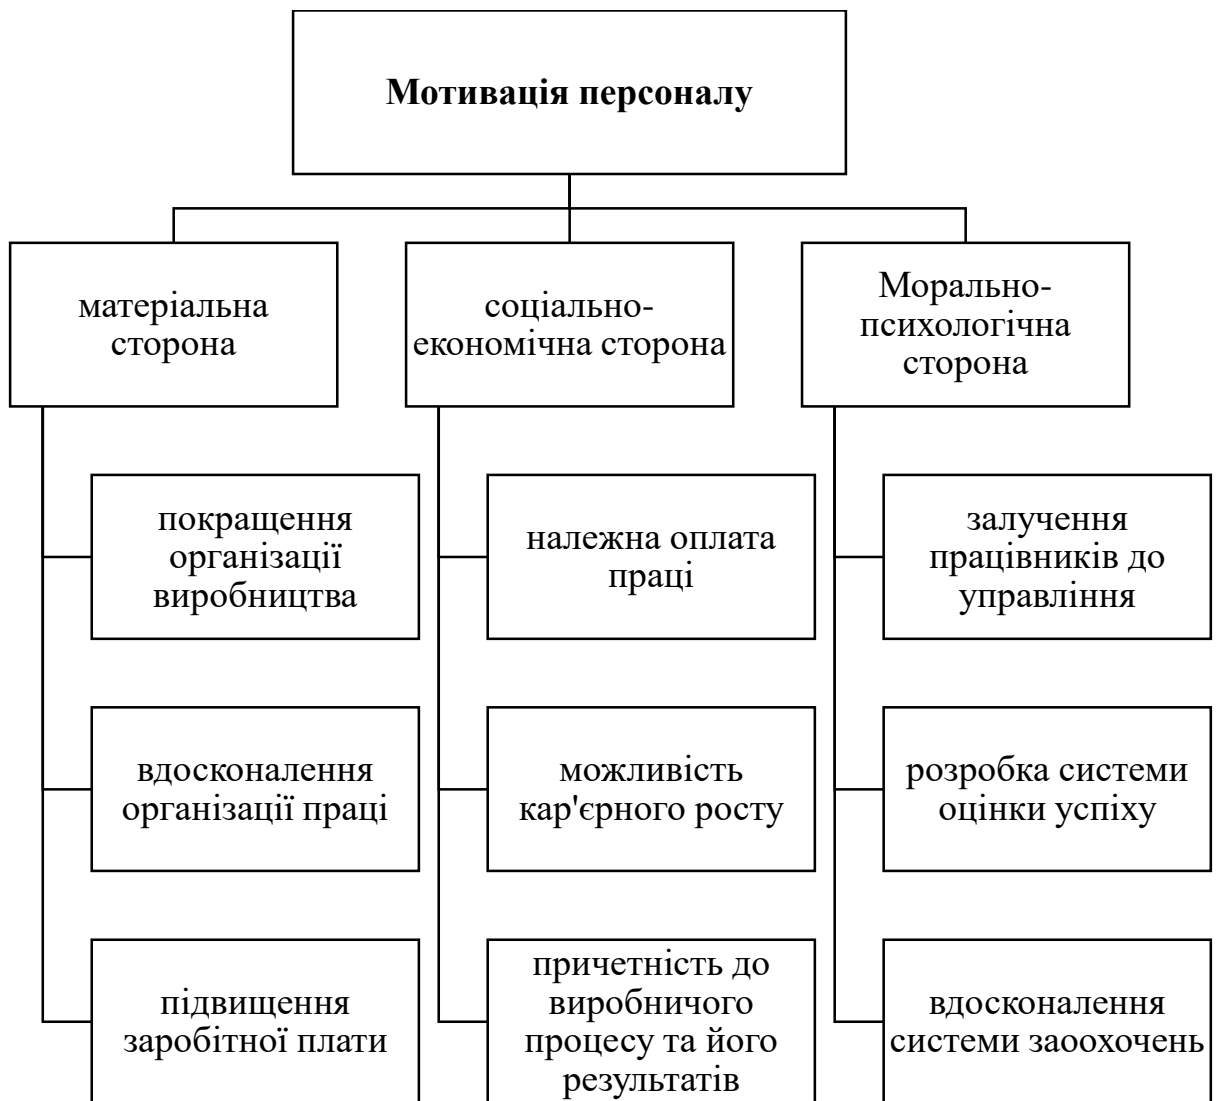 Мотивація персоналу
матеріальна
сторона
соціально-
економічна сторона
Морально-
психологічна
сторона
покращення
організації
виробництва
належна оплата
праці
залучення
працівників до
управління
вдосконалення
організації праці
можливість
кар'єрного росту
розробка системи
оцінки успіху
підвищення
заробітної плати
причетність до
виробничого
процесу та його
результатів
вдосконалення
системи заоохочень